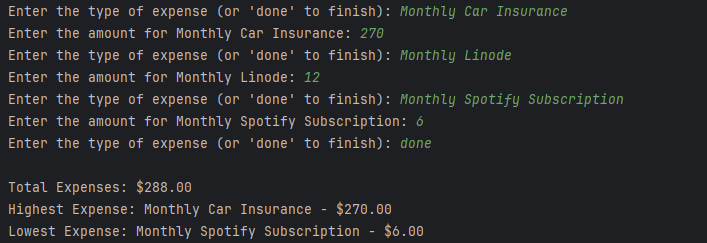 Enter the type of expense (or 'done' to finish): Monthly Car Insurance
Enter the amount for Monthly Car Insurance: 270
Enter the type of expense (or 'done' to finish): Monthly Linode
Enter the amount for Monthly Linode: 12
Enter the type of expense (or 'done' to finish): Monthly Spotify Subscription
Enter the amount for Monthly Spotify Subscription: 6
Enter the type of expense (or 'done' to finish): done
Total Expenses: $288.00
Highest Expense: Monthly Car Insurance - $270.00
Lowest Expense: Monthly Spotify Subscription - $6.00